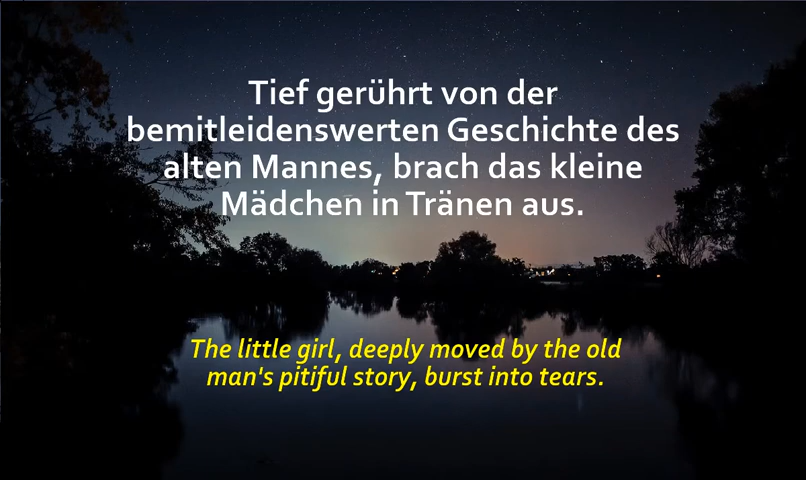 Tief gerührt von der
bemitleidenswerten Geschichte des
alten Mannes, brach das kleine
Mädchen in Tränen aus.
The little girl, deeply moved by the old
man's pitiful story, burst into tears.